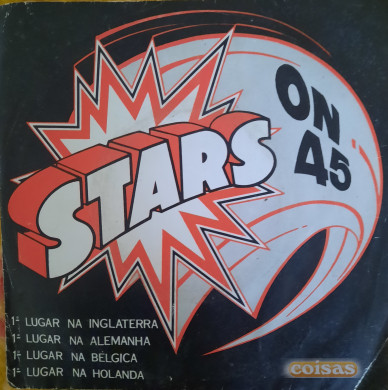 STARS
ON
45
1º LUGAR NA INGLATERRA
1º LUGAR NA ALEMANHA
1º LUGAR NA BÉLGICA
1º LUGAR NA HOLANDA
coisas